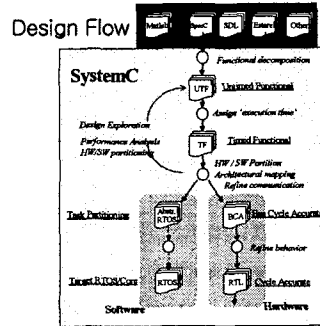 Design Flow
Matlab
SpecC
SDL
Esterel
Other
Functional decomposition
SystemC
UTF
Untimed Functional
Assign 'execution time'
Design Exploration
Performance Analysis
HW/SW partitioning
TF
Timed Functional
HW / SW Partition
Architectural mapping
Refine communication
Task Partitioning
Abstr. RTOS
BCA
Bus Cycle Accurate
Refine behavior
Target RTOS/Core
RTOS
RTL
Cycle Accurate
Software
Hardware